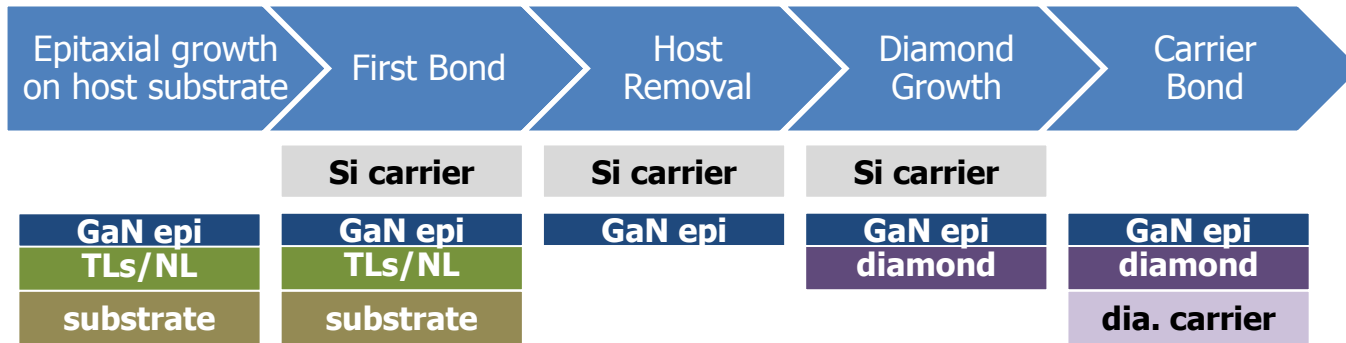 Epitaxial growth
on host substrate
First Bond
Host
Removal
Diamond
Growth
Carrier
Bond
Si carrier
Si carrier
Si carrier
GaN epi
GaN epi
GaN epi
GaN epi
GaN epi
TLs/NL
TLs/NL
diamond
diamond
substrate
substrate
dia. carrier